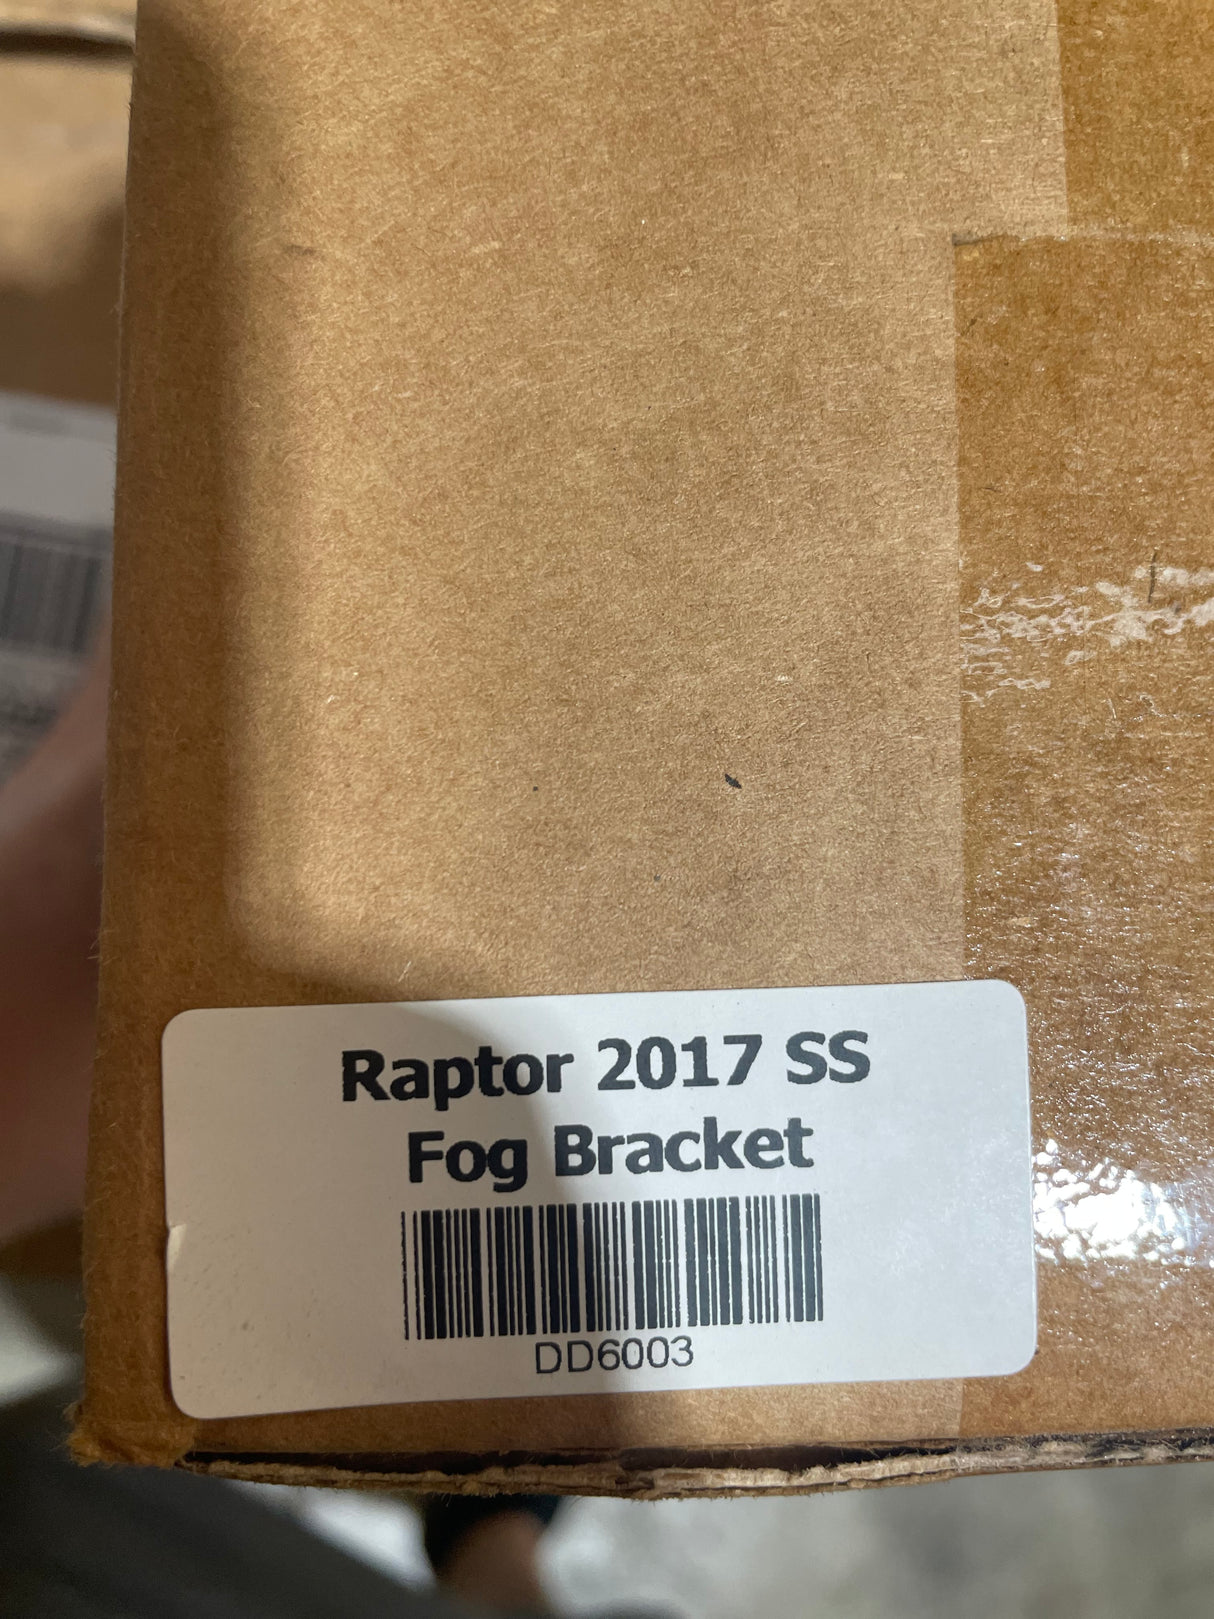 Raptor 2017 SS
Fog Bracket
DD6003